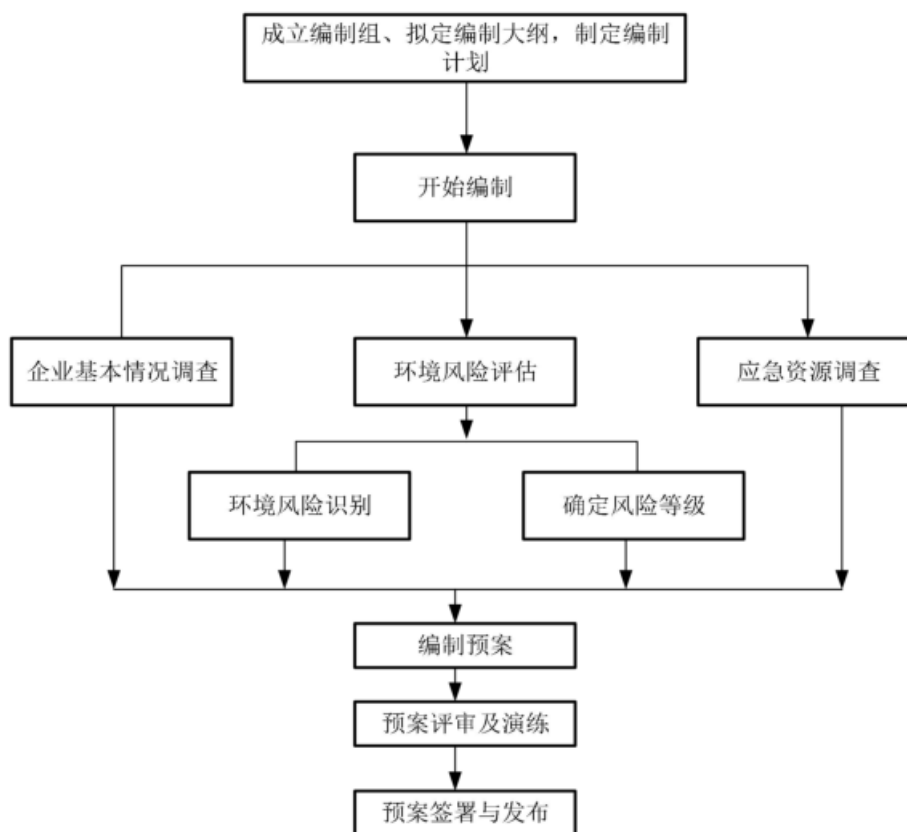 成立编制组、拟定编制大纲，制定编制
计划
开始编制
企业基本情况调查
环境风险评估
应急资源调查
环境风险识别
确定风险等级
编制预案
预案评审及演练
预案签署与发布